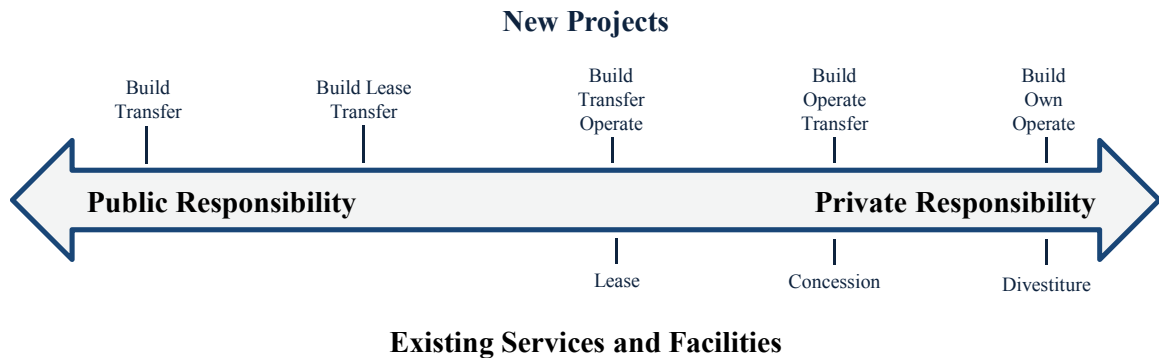 New Projects
Build
Transfer
Build Lease
Transfer
Build
Transfer
Operate
Build
Operate
Transfer
Build
Own
Operate
Public Responsibility
Private Responsibility
Lease
Concession
Divestiture
Existing Services and Facilities